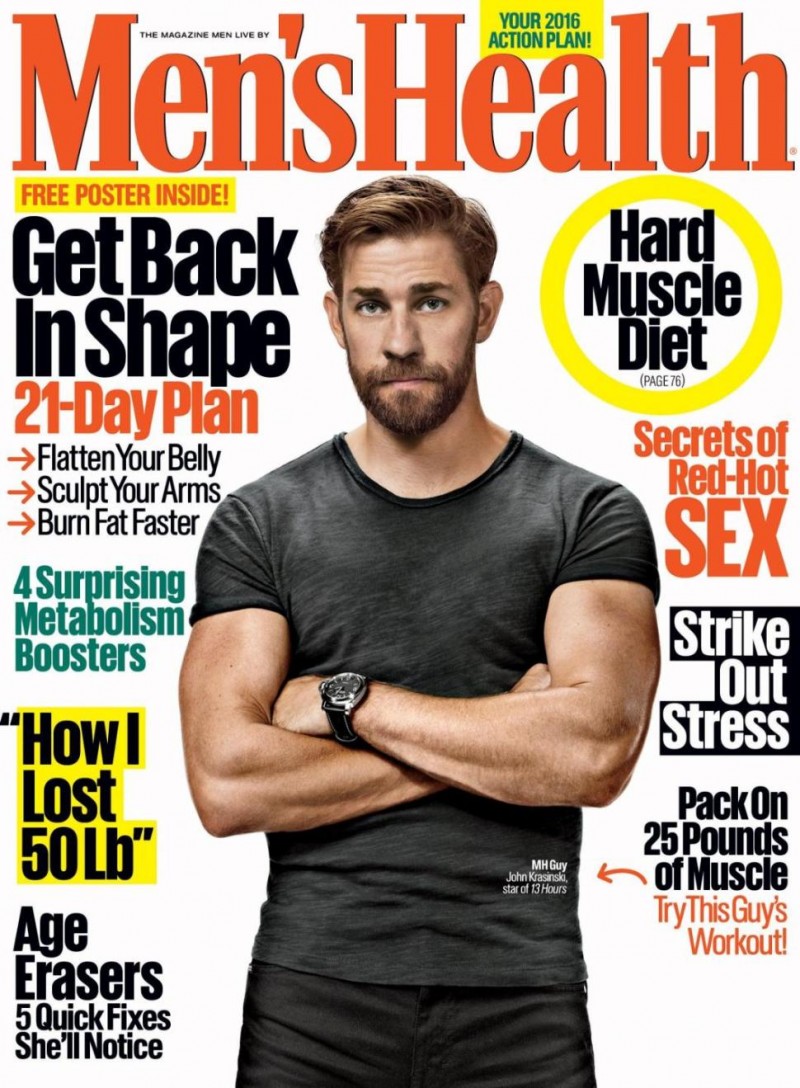 THE MAGAZINE MEN LIVE BY
YOUR 2016
ACTION PLAN!
Men'sHealth®
FREE POSTER INSIDE!
Get Back
In Shape
21-Day Plan
→Flatten Your Belly
→Sculpt Your Arms
→Burn Fat Faster
4 Surprising
Metabolism
Boosters
"How I
Lost
50 Lb"
Age
Erasers
5 Quick Fixes
She'll Notice
Hard
Muscle
Diet
(PAGE 76)
Secrets of
Red-Hot
SEX
Strike
Out
Stress
Pack On
25 Pounds
of Muscle
Try This Guy's
Workout!
MH Guy
John Krasinski,
star of 13 Hours